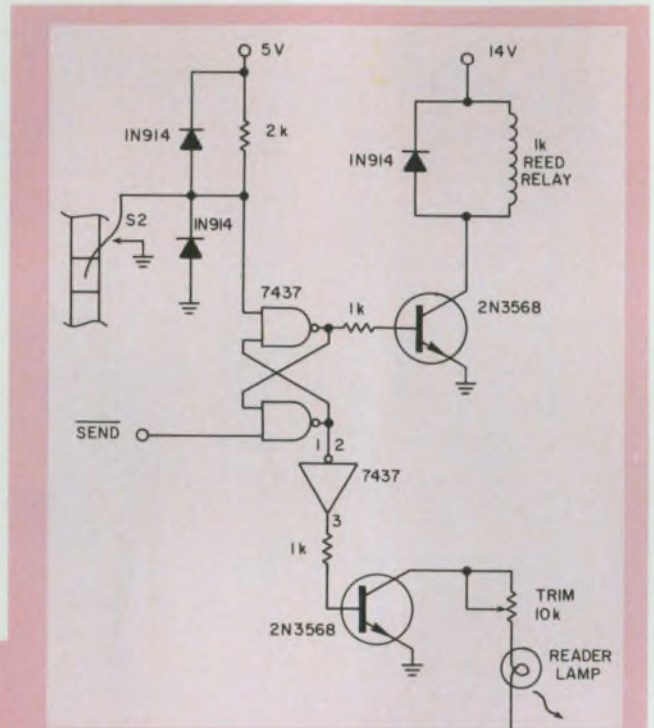 5V
14V
IN914
2k
IN914
1k
REED
RELAY
S2
IN914
7437
1k
2N3568
SEND
1 2
7437
3
1k
2N3568
TRIM
10k
READER
LAMP